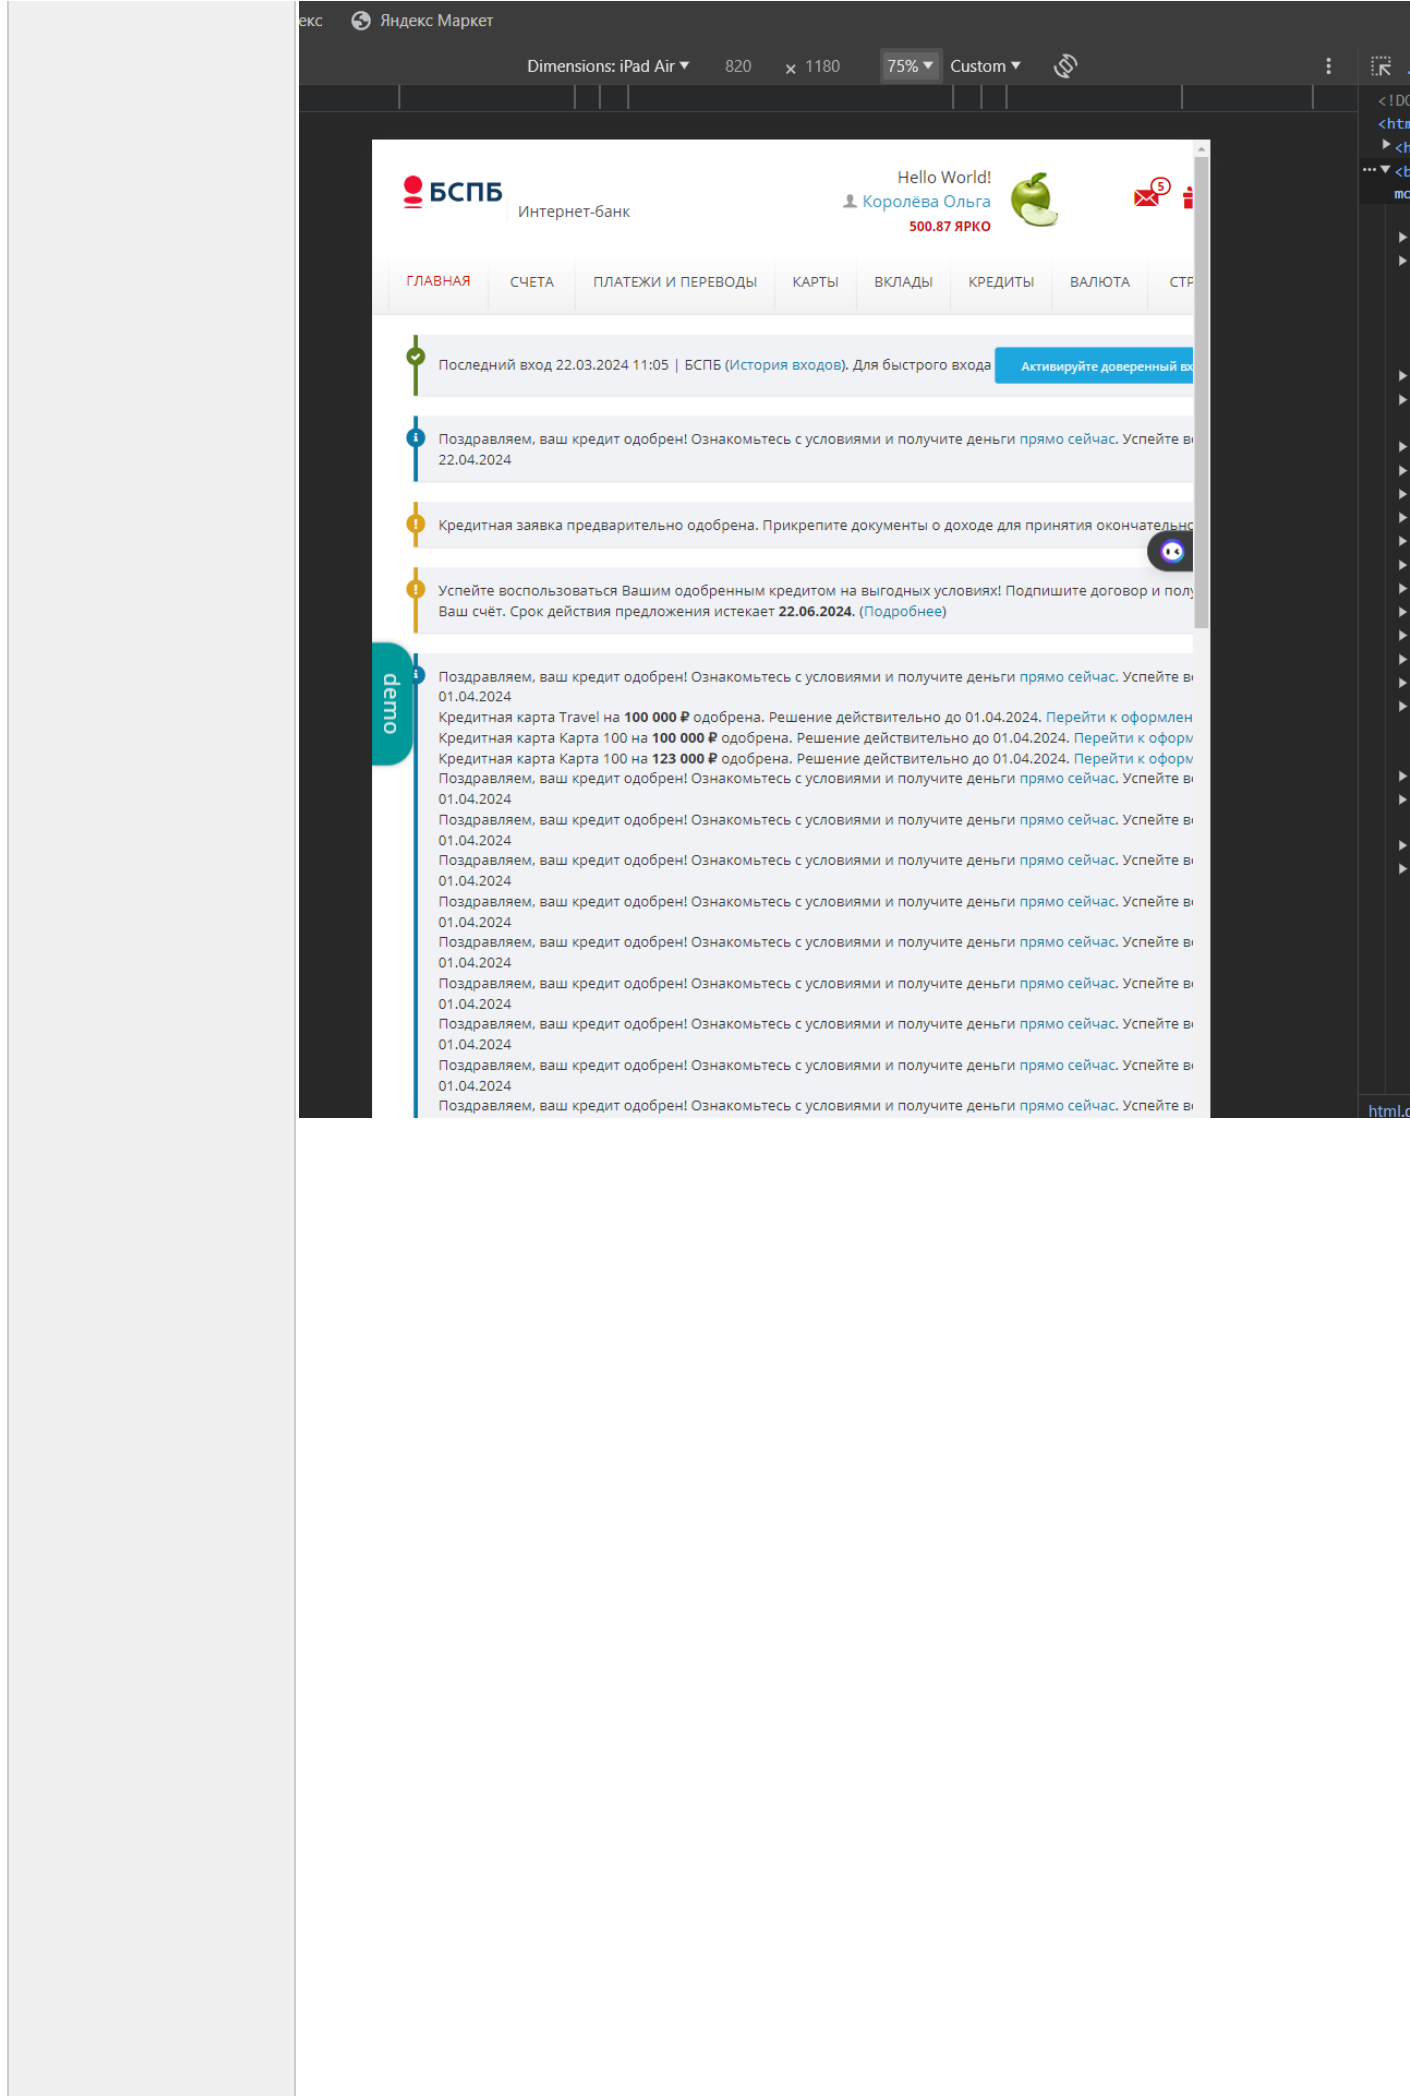 екс Яндекс Маркет
Dimensions: iPad Air 820 × 1180 75% Custom
<!DO
<htm
<h
<b
mo
БСПБ
Интернет-банк
Hello World!
Королёва Ольга
500.87 ЯРКО
5
ГЛАВНАЯ СЧЕТА ПЛАТЕЖИ И ПЕРЕВОДЫ КАРТЫ ВКЛАДЫ КРЕДИТЫ ВАЛЮТА СТР
Последний вход 22.03.2024 11:05 | БСПБ (История входов). Для быстрого входа Активируйте доверенный вх
Поздравляем, ваш кредит одобрен! Ознакомьтесь с условиями и получите деньги прямо сейчас. Успейте в
22.04.2024
Кредитная заявка предварительно одобрена. Прикрепите документы о доходе для принятия окончательно
Успейте воспользоваться Вашим одобренным кредитом на выгодных условиях! Подпишите договор и полу
Ваш счёт. Срок действия предложения истекает 22.06.2024. (Подробнее)
demo
Поздравляем, ваш кредит одобрен! Ознакомьтесь с условиями и получите деньги прямо сейчас. Успейте в
01.04.2024
Кредитная карта Travel на 100 000 ₽ одобрена. Решение действительно до 01.04.2024. Перейти к оформлен
Кредитная карта Карта 100 на 100 000 ₽ одобрена. Решение действительно до 01.04.2024. Перейти к оформ
Кредитная карта Карта 100 на 123 000 ₽ одобрена. Решение действительно до 01.04.2024. Перейти к оформ
Поздравляем, ваш кредит одобрен! Ознакомьтесь с условиями и получите деньги прямо сейчас. Успейте в
01.04.2024
Поздравляем, ваш кредит одобрен! Ознакомьтесь с условиями и получите деньги прямо сейчас. Успейте в
01.04.2024
Поздравляем, ваш кредит одобрен! Ознакомьтесь с условиями и получите деньги прямо сейчас. Успейте в
01.04.2024
Поздравляем, ваш кредит одобрен! Ознакомьтесь с условиями и получите деньги прямо сейчас. Успейте в
01.04.2024
Поздравляем, ваш кредит одобрен! Ознакомьтесь с условиями и получите деньги прямо сейчас. Успейте в
01.04.2024
Поздравляем, ваш кредит одобрен! Ознакомьтесь с условиями и получите деньги прямо сейчас. Успейте в
01.04.2024
Поздравляем, ваш кредит одобрен! Ознакомьтесь с условиями и получите деньги прямо сейчас. Успейте в
01.04.2024
Поздравляем, ваш кредит одобрен! Ознакомьтесь с условиями и получите деньги прямо сейчас. Успейте в
01.04.2024
Поздравляем, ваш кредит одобрен! Ознакомьтесь с условиями и получите деньги прямо сейчас. Успейте в
html.d